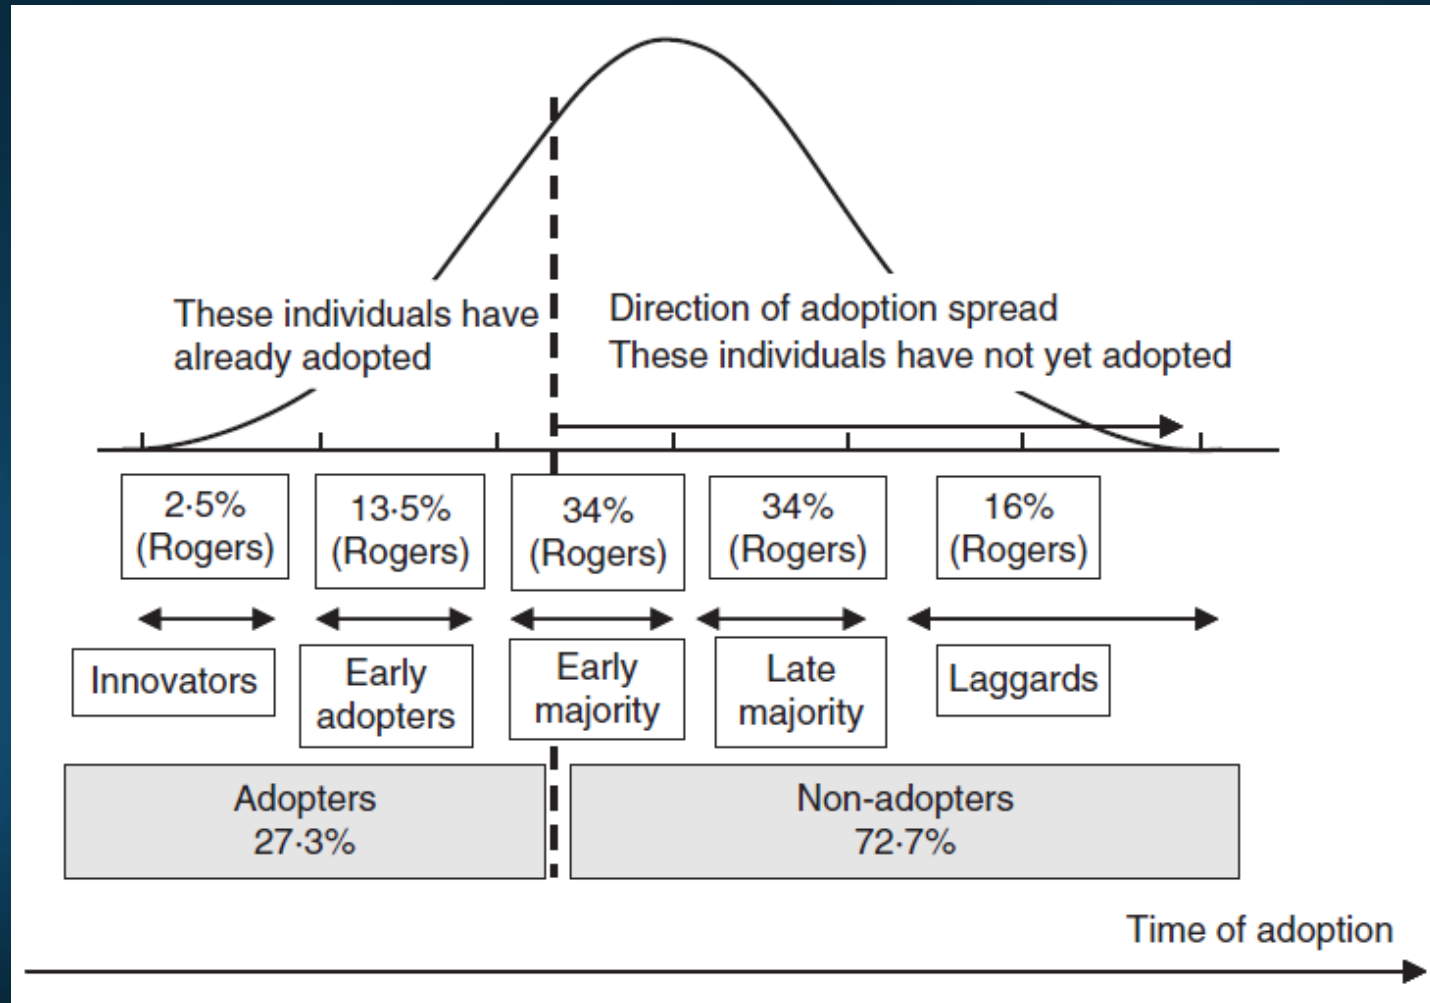 These individuals have
already adopted
Direction of adoption spread
These individuals have not yet adopted
2·5%
(Rogers)
13·5%
(Rogers)
34%
(Rogers)
34%
(Rogers)
16%
(Rogers)
Innovators
Early
adopters
Early
majority
Late
majority
Laggards
Adopters
27·3%
Non-adopters
72·7%
Time of adoption